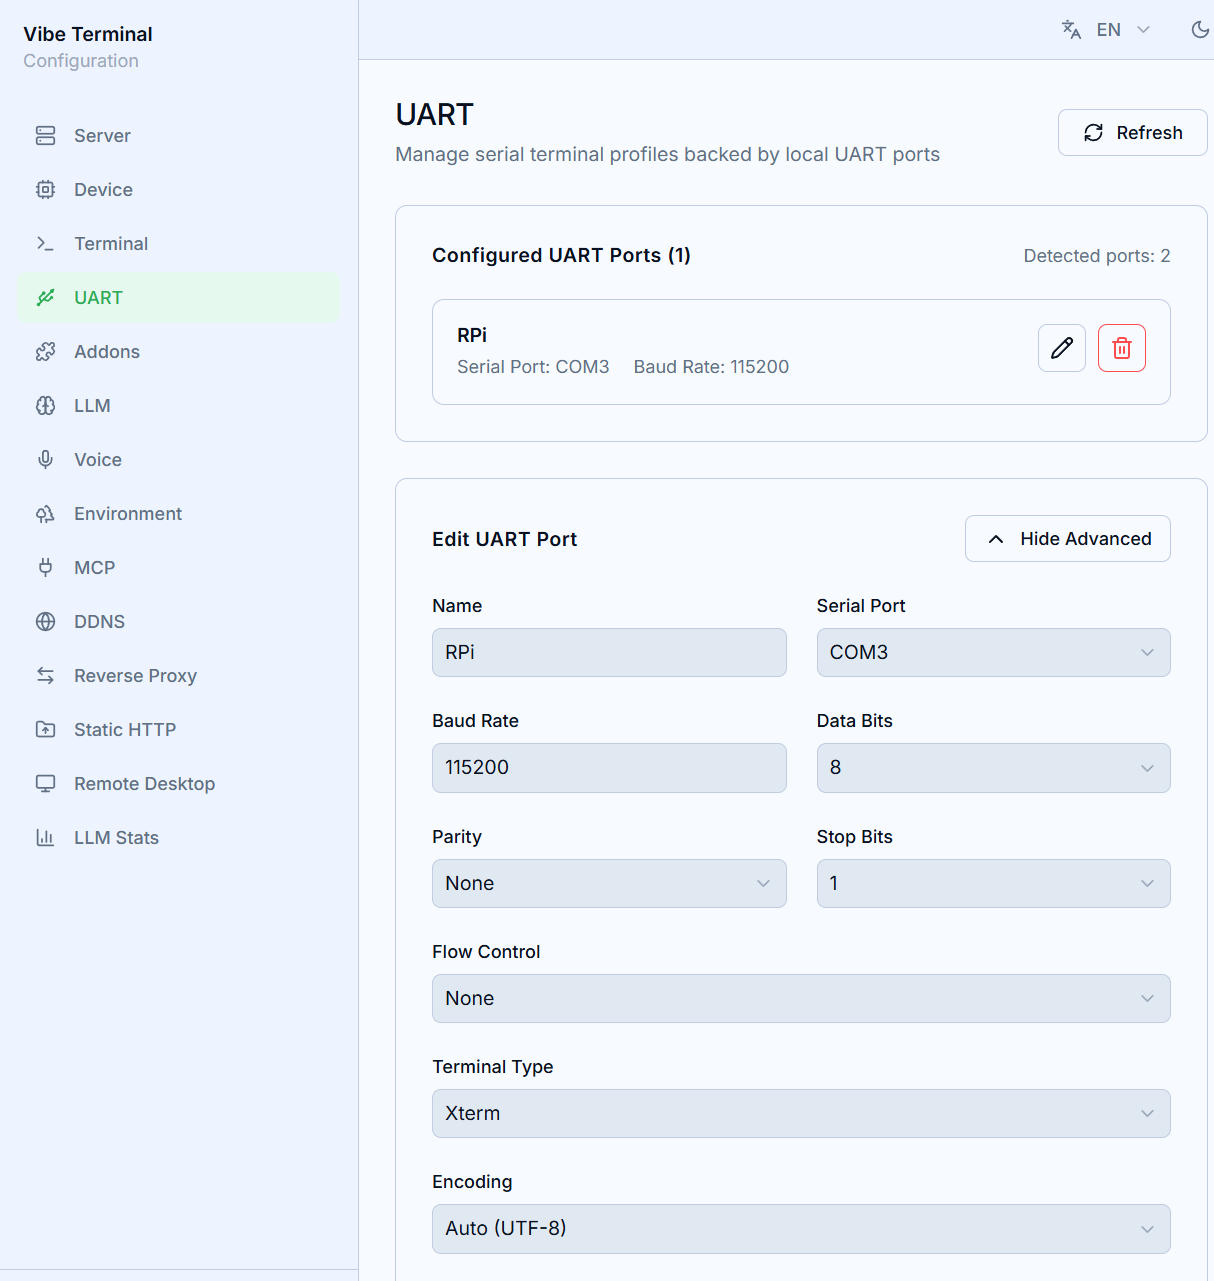 Vibe Terminal
Configuration
Server
Device
Terminal
UART
Addons
LLM
Voice
Environment
MCP
DDNS
Reverse Proxy
Static HTTP
Remote Desktop
LLM Stats
EN
UART
Manage serial terminal profiles backed by local UART ports
Refresh
Configured UART Ports (1)
Detected ports: 2
RPi
Serial Port: COM3 Baud Rate: 115200
Edit UART Port
Hide Advanced
Name
Serial Port
RPi
COM3
Baud Rate
Data Bits
115200
8
Parity
Stop Bits
None
1
Flow Control
None
Terminal Type
Xterm
Encoding
Auto (UTF-8)